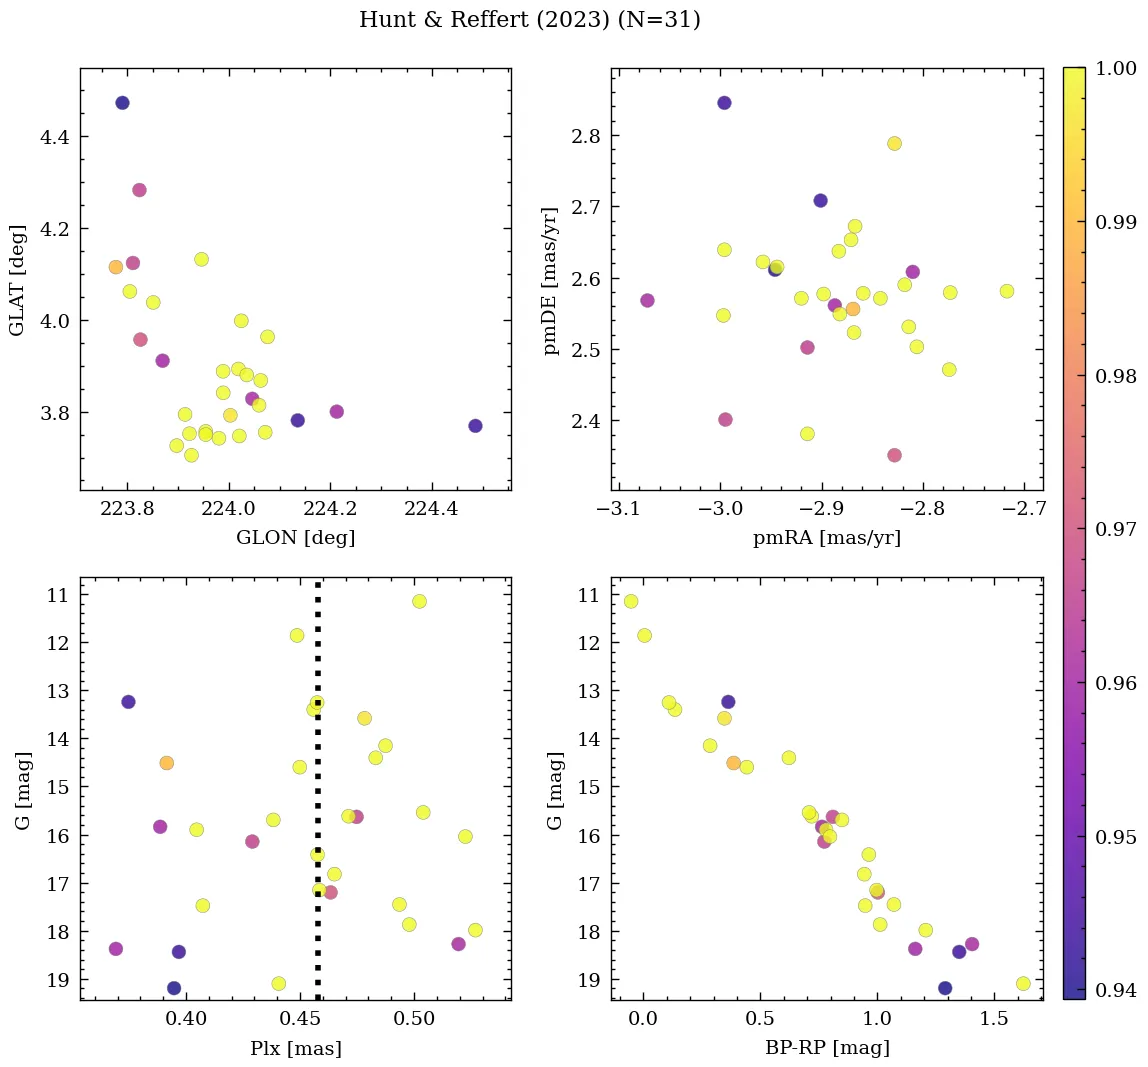 Hunt & Reffert (2023) (N=31)
GLAT [deg]
4.4
4.2
4.0
3.8
223.8 224.0 224.2 224.4
GLON [deg]
pmDE [mas/yr]
2.8
2.7
2.6
2.5
2.4
−3.1 −3.0 −2.9 −2.8 −2.7
pmRA [mas/yr]
G [mag]
11
12
13
14
15
16
17
18
19
0.40 0.45 0.50
Plx [mas]
G [mag]
11
12
13
14
15
16
17
18
19
0.0 0.5 1.0 1.5
BP-RP [mag]
1.00
0.99
0.98
0.97
0.96
0.95
0.94